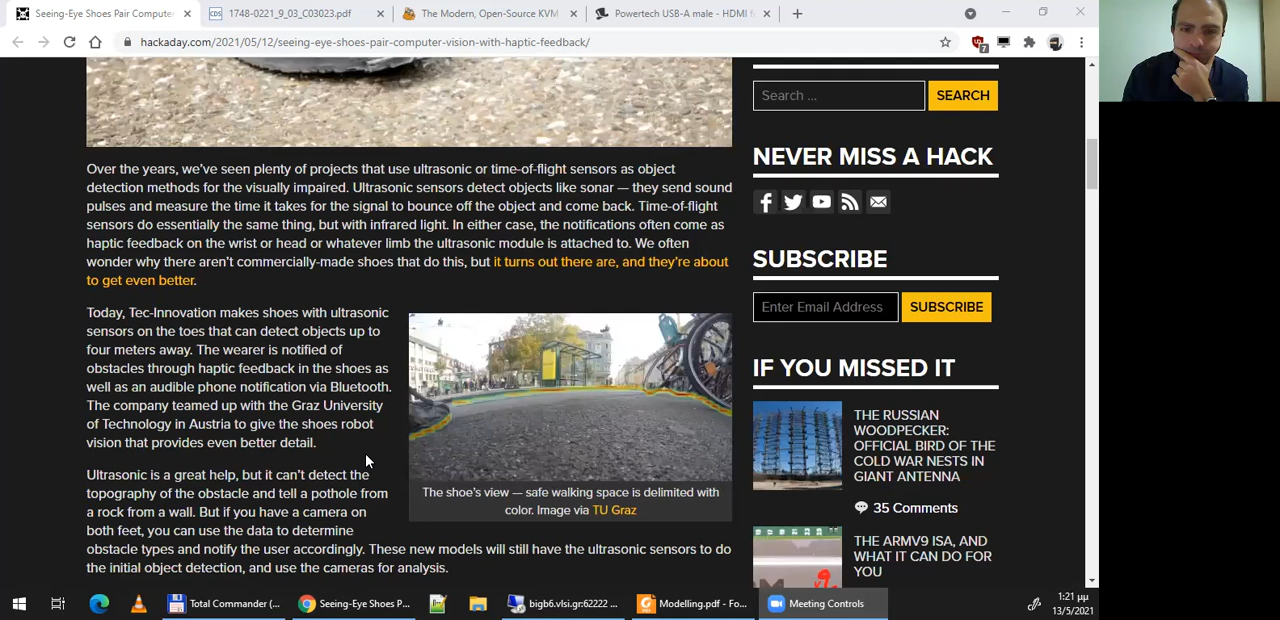 Seeing-Eye Shoes Pair Computer
1748-0221_9_03_C03023.pdf
The Modern, Open-Source KVM
Powertech USB-A male - HDMI f
hackaday.com/2021/05/12/seeing-eye-shoes-pair-computer-vision-with-haptic-feedback/
7
Over the years, we've seen plenty of projects that use ultrasonic or time-of-flight sensors as object
detection methods for the visually impaired. Ultrasonic sensors detect objects like sonar — they send sound
pulses and measure the time it takes for the signal to bounce off the object and come back. Time-of-flight
sensors do essentially the same thing, but with infrared light. In either case, the notifications often come as
haptic feedback on the wrist or head or whatever limb the ultrasonic module is attached to. We often
wonder why there aren't commercially-made shoes that do this, but it turns out there are, and they're about
to get even better.
Today, Tec-Innovation makes shoes with ultrasonic
sensors on the toes that can detect objects up to
four meters away. The wearer is notified of
obstacles through haptic feedback in the shoes as
well as an audible phone notification via Bluetooth.
The company teamed up with the Graz University
of Technology in Austria to give the shoes robot
vision that provides even better detail.
The shoe's view — safe walking space is delimited with
color. Image via TU Graz
Ultrasonic is a great help, but it can't detect the
topography of the obstacle and tell a pothole from
a rock from a wall. But if you have a camera on
both feet, you can use the data to determine
obstacle types and notify the user accordingly. These new models will still have the ultrasonic sensors to do
the initial object detection, and use the cameras for analysis.
Search ...
SEARCH
NEVER MISS A HACK
SUBSCRIBE
Enter Email Address
SUBSCRIBE
IF YOU MISSED IT
THE RUSSIAN
WOODPECKER:
OFFICIAL BIRD OF THE
COLD WAR NESTS IN
GIANT ANTENNA
35 Comments
THE ARMV9 ISA, AND
WHAT IT CAN DO FOR
YOU
Total Commander (...
Seeing-Eye Shoes P...
bigb6.vlsi.gr:62222 ...
Modelling.pdf - Fo...
Meeting Controls
1:21 μμ
13/5/2021